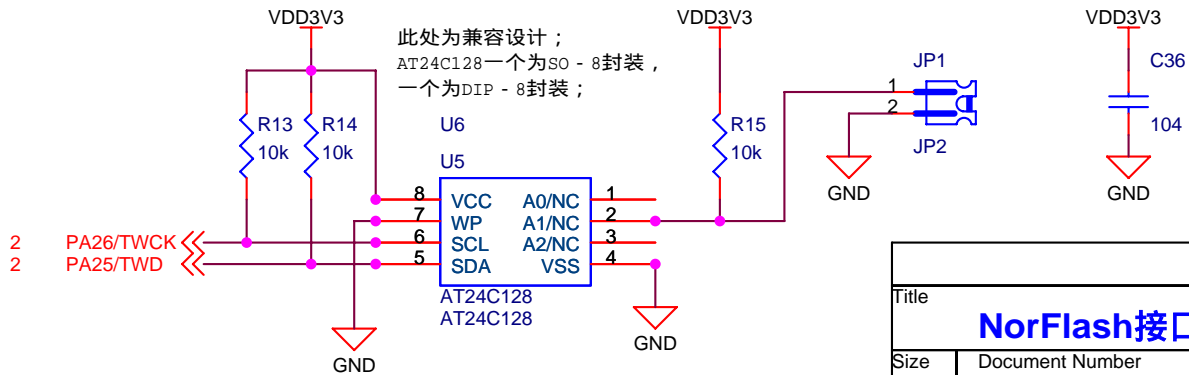 VDD3V3
VDD3V3
VDD3V3
此处为兼容设计；
AT24C128一个为SO - 8封装，
一个为DIP - 8封装；
JP1
C36
1
2
104
JP2
R13
10k
R14
10k
U6
U5
R15
10k
GND
GND
8 VCC A0/NC 1
7 WP A1/NC 2
6 SCL A2/NC 3
5 SDA VSS 4
2 PA26/TWCK
2 PA25/TWD
AT24C128
AT24C128
GND
GND
Title
NorFlash接口
Size Document Number